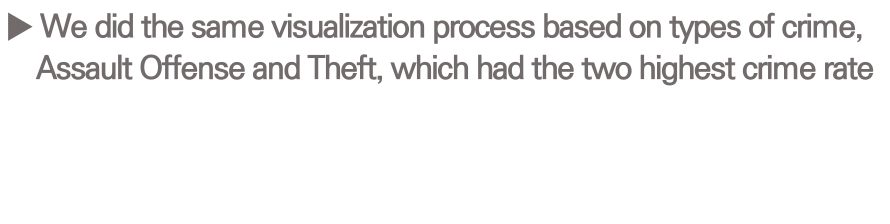 ▶ We did the same visualization process based on types of crime,
Assault Offense and Theft, which had the two highest crime rate